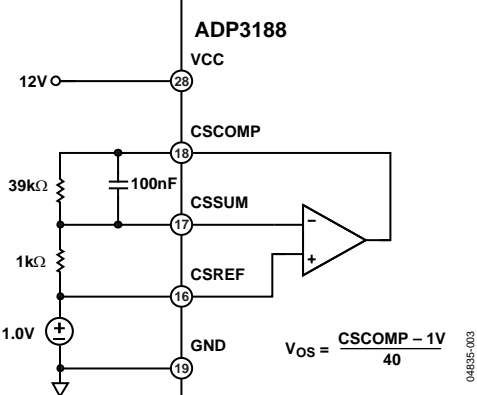 ADP3188
VCC
12V
28
CSCOMP
18
39kΩ
100nF
CSSUM
17
−
1kΩ
+
CSREF
16
1.0V
+
−
GND
V_OS = (CSCOMP – 1V) / 40
19
04835-003